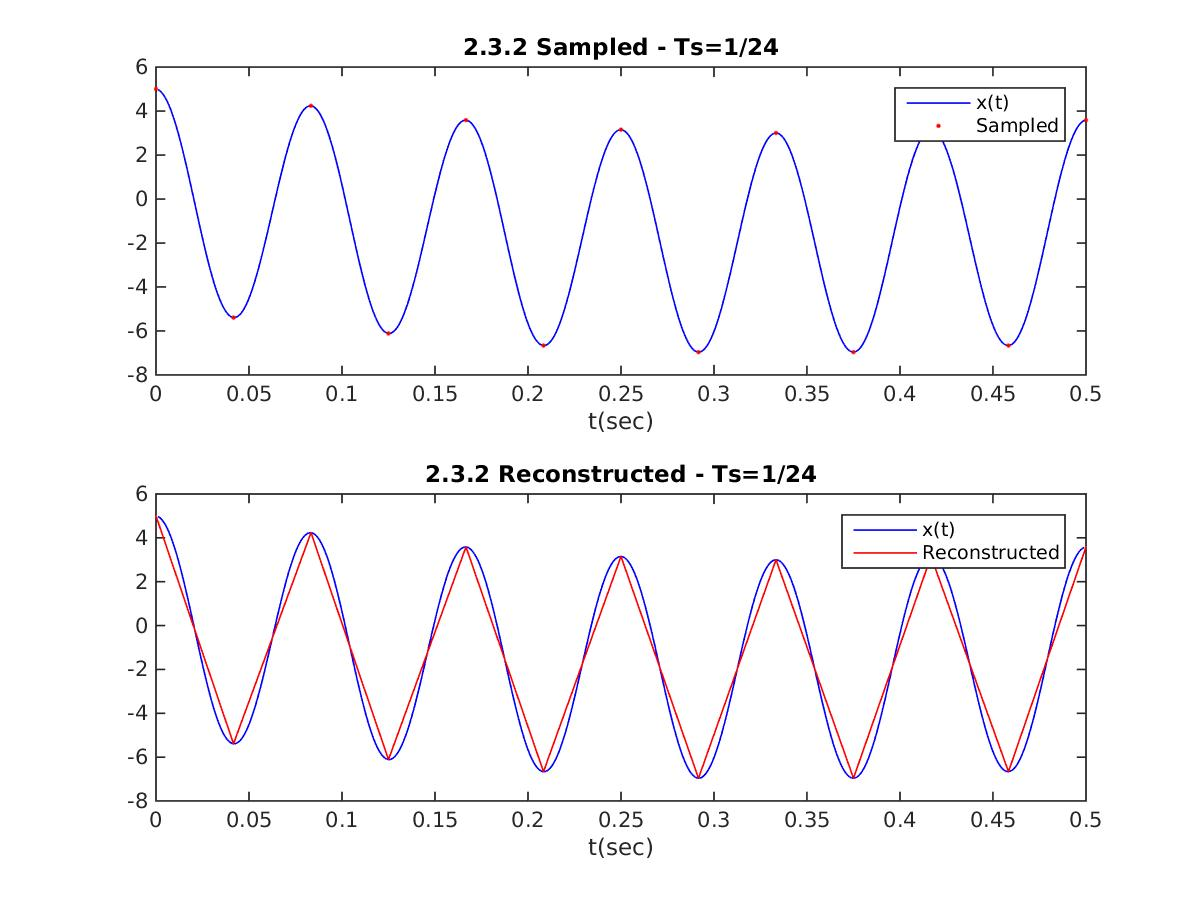 2.3.2 Sampled - Ts=1/24
6
4
2
0
-2
-4
-6
-8
x(t)
Sampled
0 0.05 0.1 0.15 0.2 0.25 0.3 0.35 0.4 0.45 0.5
t(sec)
2.3.2 Reconstructed - Ts=1/24
6
4
2
0
-2
-4
-6
-8
x(t)
Reconstructed
0 0.05 0.1 0.15 0.2 0.25 0.3 0.35 0.4 0.45 0.5
t(sec)